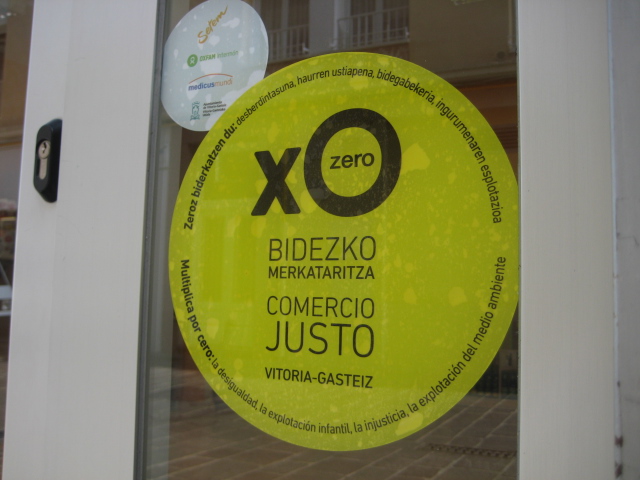 Setem
OXFAM Intermón
medicusmundi
Zeroz biderkatzen du: desberdintasuna, haurren ustiapena, bidegabekeria, ingurumenaren esplotazioa
xO
zero
BIDEZKO
MERKATARITZA
COMERCIO
JUSTO
VITORIA-GASTEIZ
Multiplica por cero: la desigualdad, la explotación infantil, la injusticia, la explotación del medio ambiente